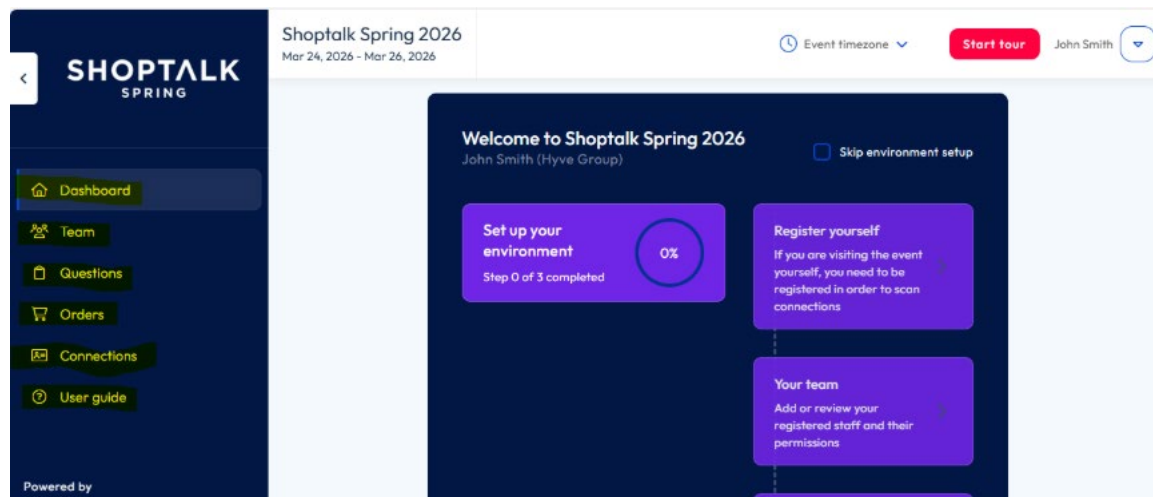 SHOPTALK
SPRING
Dashboard
Team
Questions
Orders
Connections
User guide
Powered by
Shoptalk Spring 2026
Mar 24, 2026 - Mar 26, 2026
Event timezone
Start tour
John Smith
Welcome to Shoptalk Spring 2026
John Smith (Hyve Group)
Skip environment setup
Set up your
environment
Step 0 of 3 completed
0%
Register yourself
If you are visiting the event
yourself, you need to be
registered in order to scan
connections
Your team
Add or review your
registered staff and their
permissions